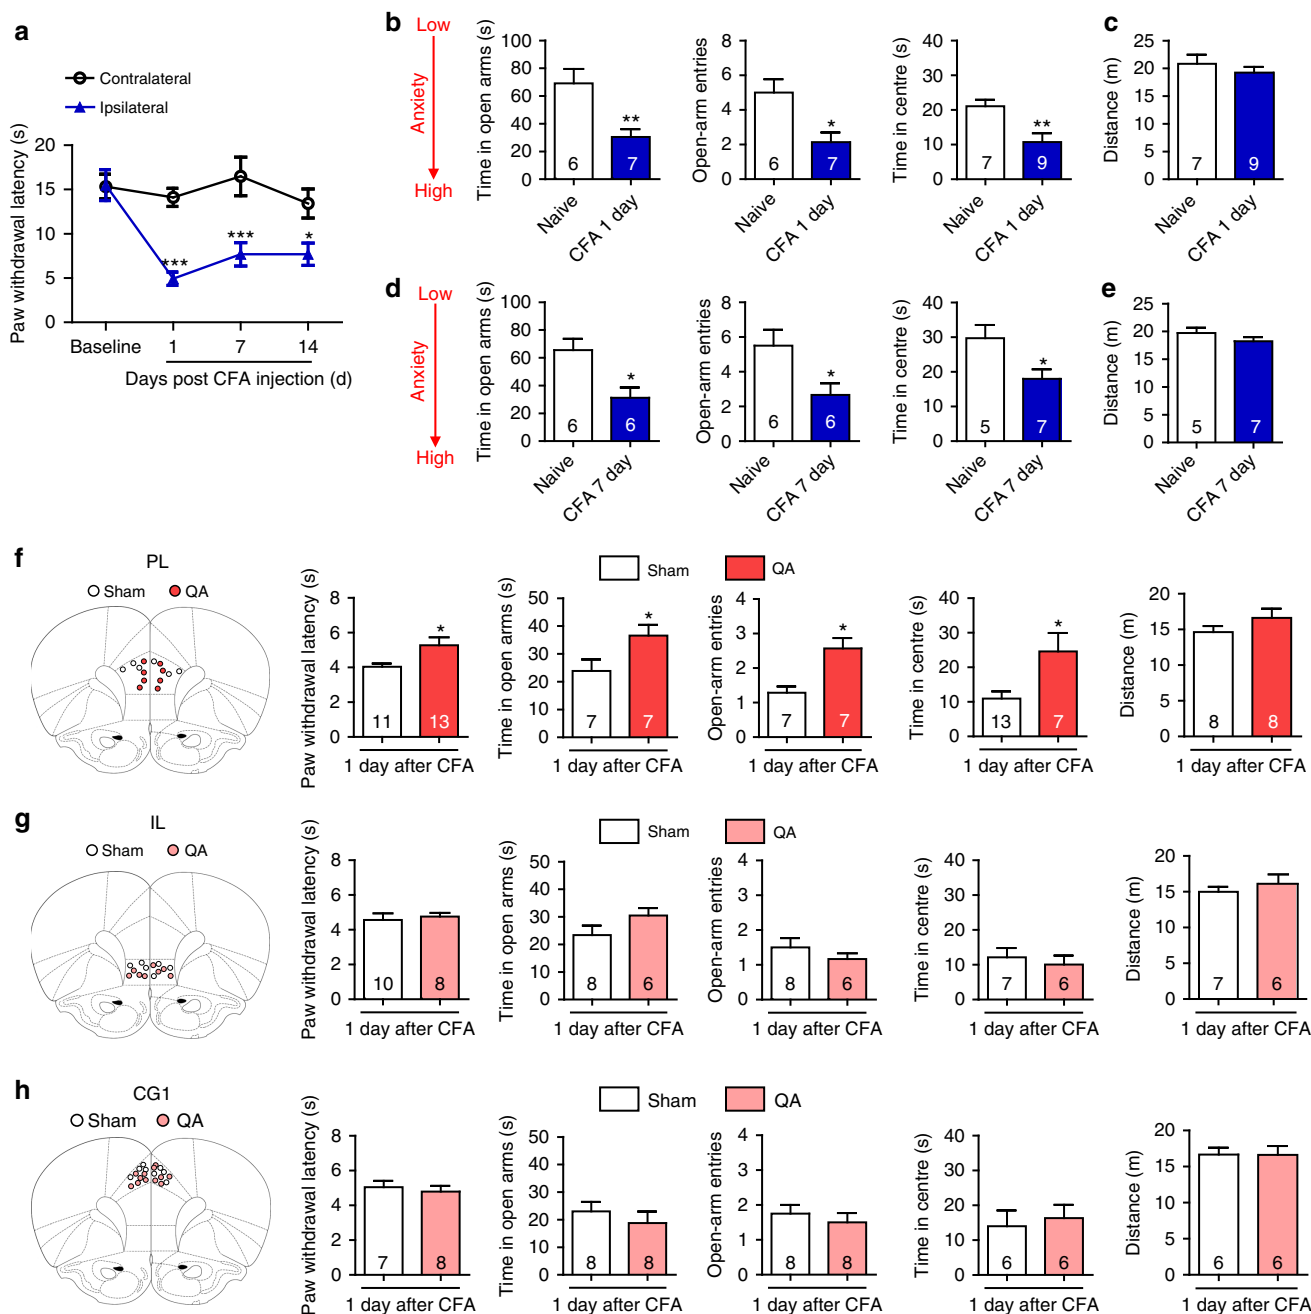 a
Contralateral
Ipsilateral
Paw withdrawal latency (s)
20
15
10
5
0
***
***
*
Baseline
1
7
14
Days post CFA injection (d)
b
Low
Anxiety
High
Time in open arms (s)
100
80
60
40
20
0
**
6
7
Naive
CFA 1 day
Open-arm entries
8
6
4
2
0
*
6
7
Naive
CFA 1 day
Time in centre (s)
40
30
20
10
0
**
7
9
Naive
CFA 1 day
c
Distance (m)
25
20
15
10
5
0
7
9
d
Low
Anxiety
High
Time in open arms (s)
100
80
60
40
20
0
*
6
6
Naive
CFA 7 day
Open-arm entries
8
6
4
2
0
*
6
6
Naive
CFA 7 day
Time in centre (s)
40
30
20
10
0
*
5
7
Naive
CFA 7 day
e
Distance (m)
25
20
15
10
5
0
5
7
f
PL
Sham
QA
Sham
QA
Paw withdrawal latency (s)
8
6
4
2
0
*
11
13
1 day after CFA
Time in open arms (s)
50
40
30
20
10
0
*
7
7
1 day after CFA
Open-arm entries
4
3
2
1
0
*
7
7
1 day after CFA
Time in centre (s)
40
30
20
10
0
*
13
7
1 day after CFA
Distance (m)
20
15
10
5
0
8
8
1 day after CFA
g
IL
Sham
QA
Sham
QA
Paw withdrawal latency (s)
8
6
4
2
0
10
8
1 day after CFA
Time in open arms (s)
50
40
30
20
10
0
8
6
1 day after CFA
Open-arm entries
4
3
2
1
0
8
6
1 day after CFA
Time in centre (s)
40
30
20
10
0
7
6
1 day after CFA
Distance (m)
20
15
10
5
0
7
6
1 day after CFA
h
CG1
Sham
QA
Sham
QA
Paw withdrawal latency (s)
8
6
4
2
0
7
8
1 day after CFA
Time in open arms (s)
50
40
30
20
10
0
8
8
1 day after CFA
Open-arm entries
4
3
2
1
0
8
8
1 day after CFA
Time in centre (s)
40
30
20
10
0
6
6
1 day after CFA
Distance (m)
20
15
10
5
0
6
6
1 day after CFA